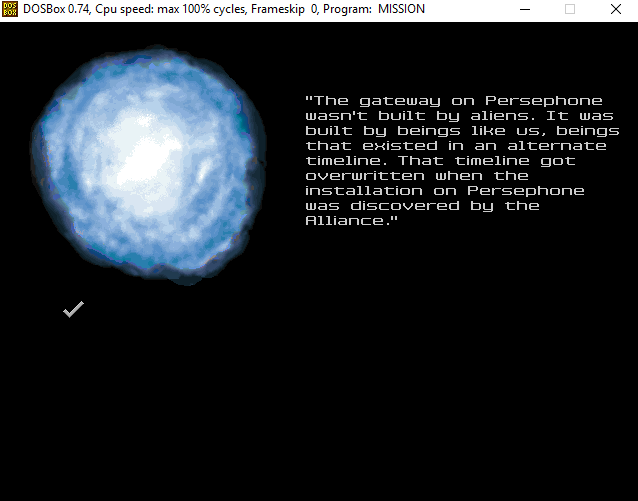 DOS BOX
DOSBox 0.74, Cpu speed: max 100% cycles, Frameskip 0, Program: MISSION
"The gateway on Persephone
wasn't built by aliens. It was
built by beings like us, beings
that existed in an alternate
timeline. That timeline got
overwritten when the
installation on Persephone
was discovered by the
Alliance."